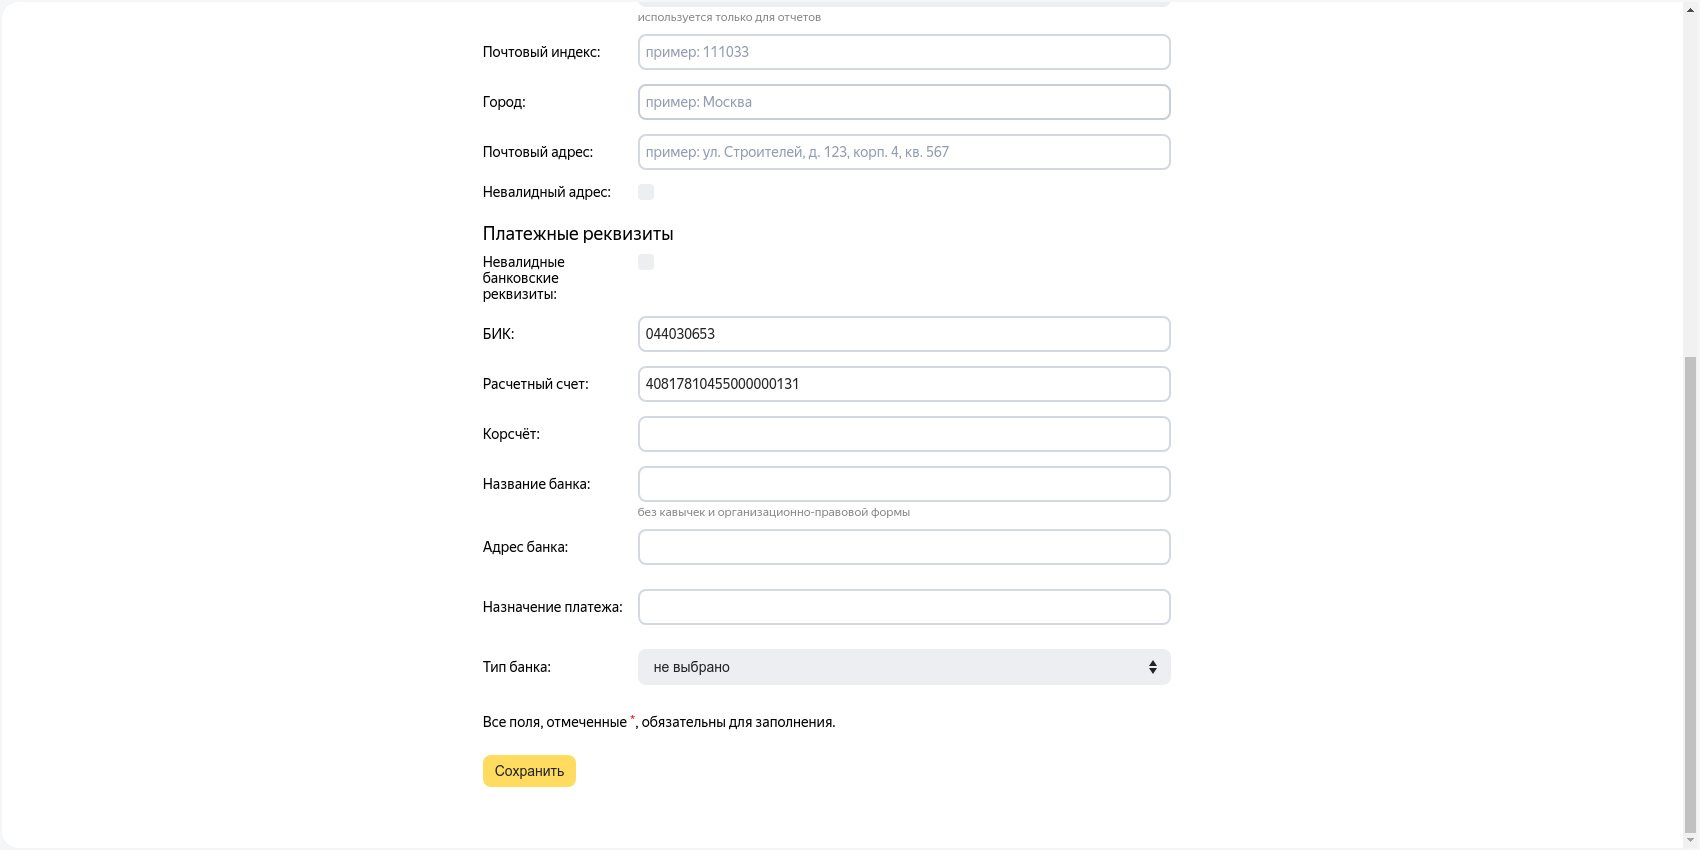 используется только для отчетов
Почтовый индекс: пример: 111033
Город: пример: Москва
Почтовый адрес: пример: ул. Строителей, д. 123, корп. 4, кв. 567
Невалидный адрес:
Платежные реквизиты
Невалидные
банковские
реквизиты:
БИК: 044030653
Расчетный счет: 40817810455000000131
Корсчёт:
Название банка:
без кавычек и организационно-правовой формы
Адрес банка:
Назначение платежа:
Тип банка: не выбрано
Все поля, отмеченные *, обязательны для заполнения.
Сохранить